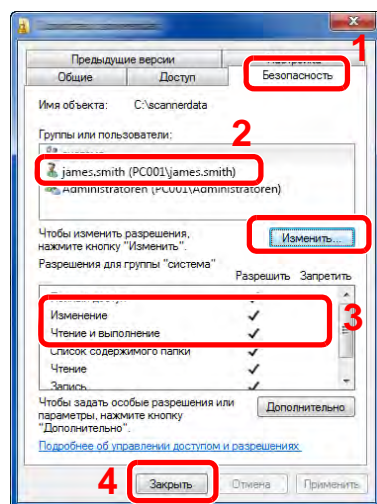 1
Предыдущие версии
Общие
Доступ
Безопасность
Имя объекта: C:\scannerdata
Группы или пользователи:
2
james.smith (PC001\james.smith)
Administratoren (PC001\Administratoren)
Чтобы изменить разрешения,
нажмите кнопку "Изменить".
Изменить...
Разрешения для группы "система"
Разрешить Запретить
3
Изменение
Чтение и выполнение
Список содержимого папки
Чтение
Запись
Чтобы задать особые разрешения или
параметры, нажмите кнопку
"Дополнительно".
Дополнительно
Подробнее об управлении доступом и разрешениях
4
Закрыть
Отмена
Применить